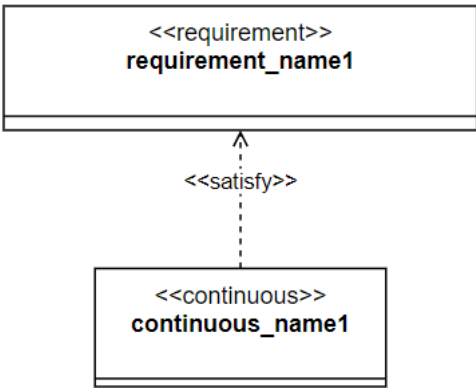 <<requirement>>
requirement_name1
<<satisfy>>
<<continuous>>
continuous_name1